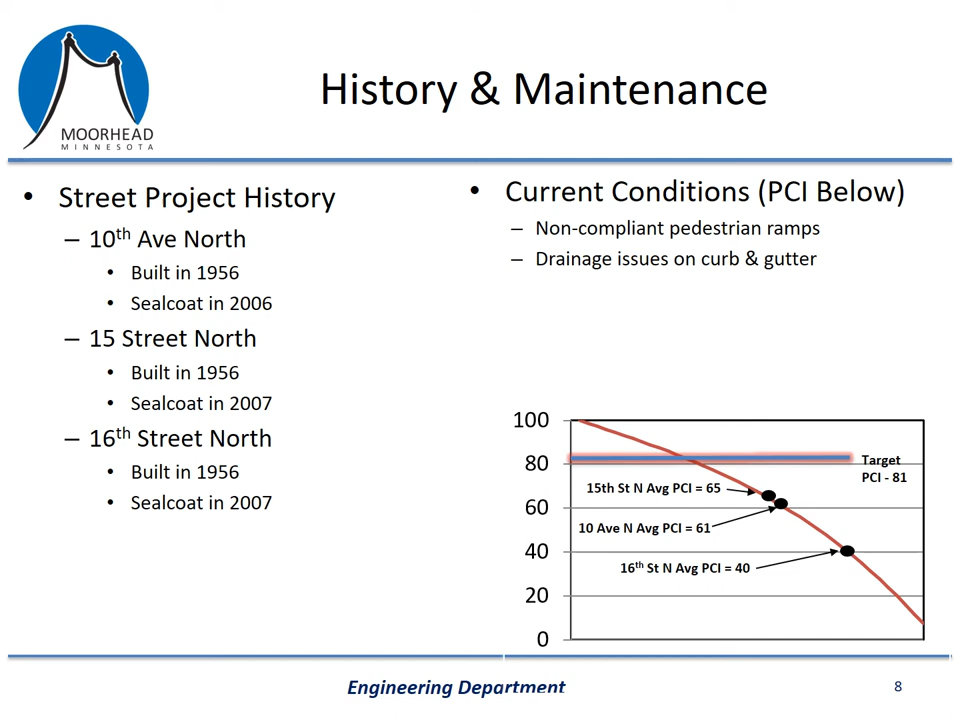 MOORHEAD
MINNESOTA
History & Maintenance
• Street Project History
– 10th Ave North
• Built in 1956
• Sealcoat in 2006
– 15 Street North
• Built in 1956
• Sealcoat in 2007
– 16th Street North
• Built in 1956
• Sealcoat in 2007
• Current Conditions (PCI Below)
– Non-compliant pedestrian ramps
– Drainage issues on curb & gutter
100
80
60
40
20
0
Target
PCI - 81
15th St N Avg PCI = 65
10 Ave N Avg PCI = 61
16th St N Avg PCI = 40
Engineering Department
8